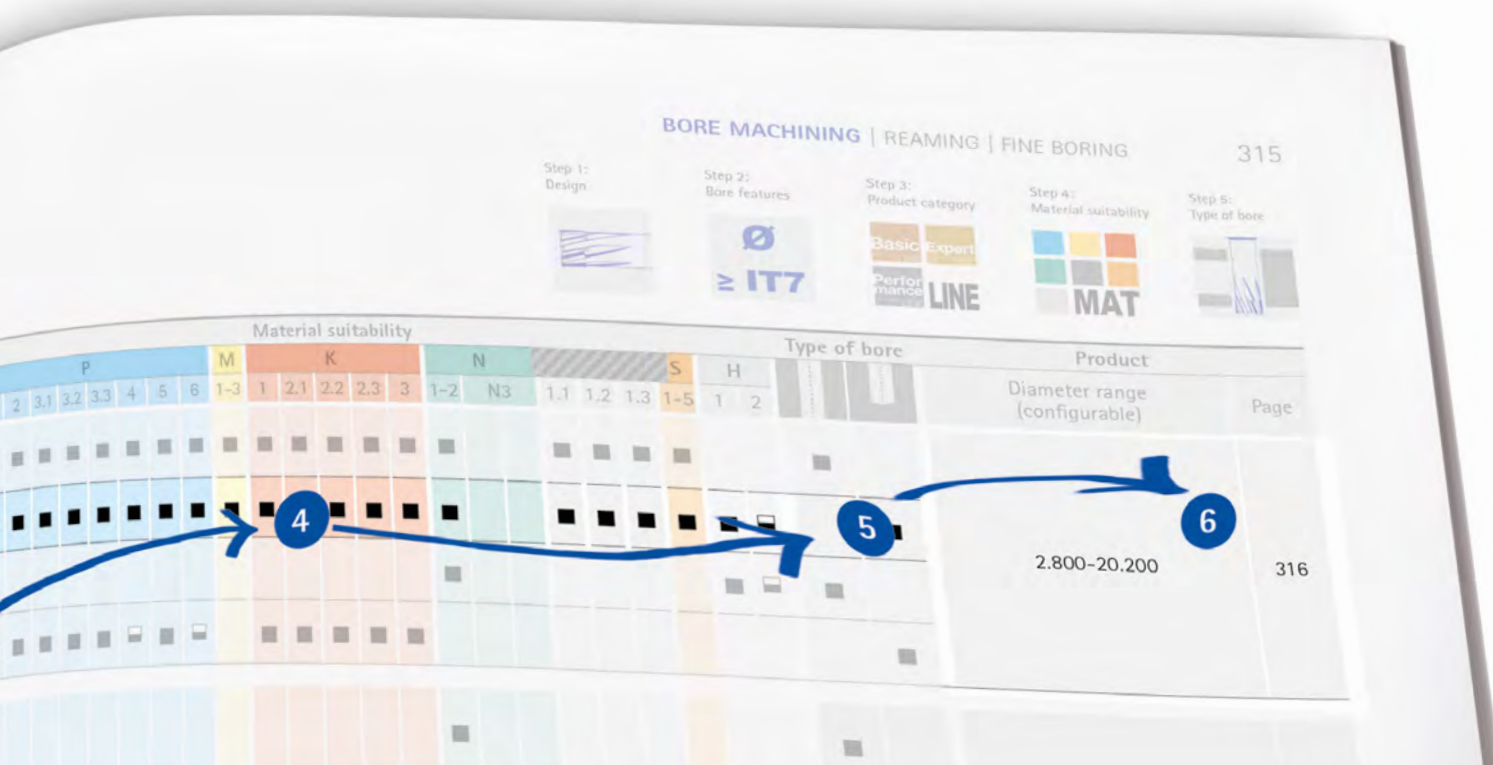 BORE MACHINING | REAMING | FINE BORING 315
Step 1:
Design
Step 2:
Bore features
Step 3:
Product category
Step 4:
Material suitability
Step 5:
Type of bore
Ø
≥ IT7
Basic Expert
Perfor
mance LINE
MAT
Material suitability Type of bore Product
P M K N S H
2 3.1 3.2 3.3 4 5 6 1-3 1 2.1 2.2 2.3 3 1-2 N3 1.1 1.2 1.3 1-5 1 2
Diameter range
(configurable)
Page
4 5 6
2.800-20.200 316